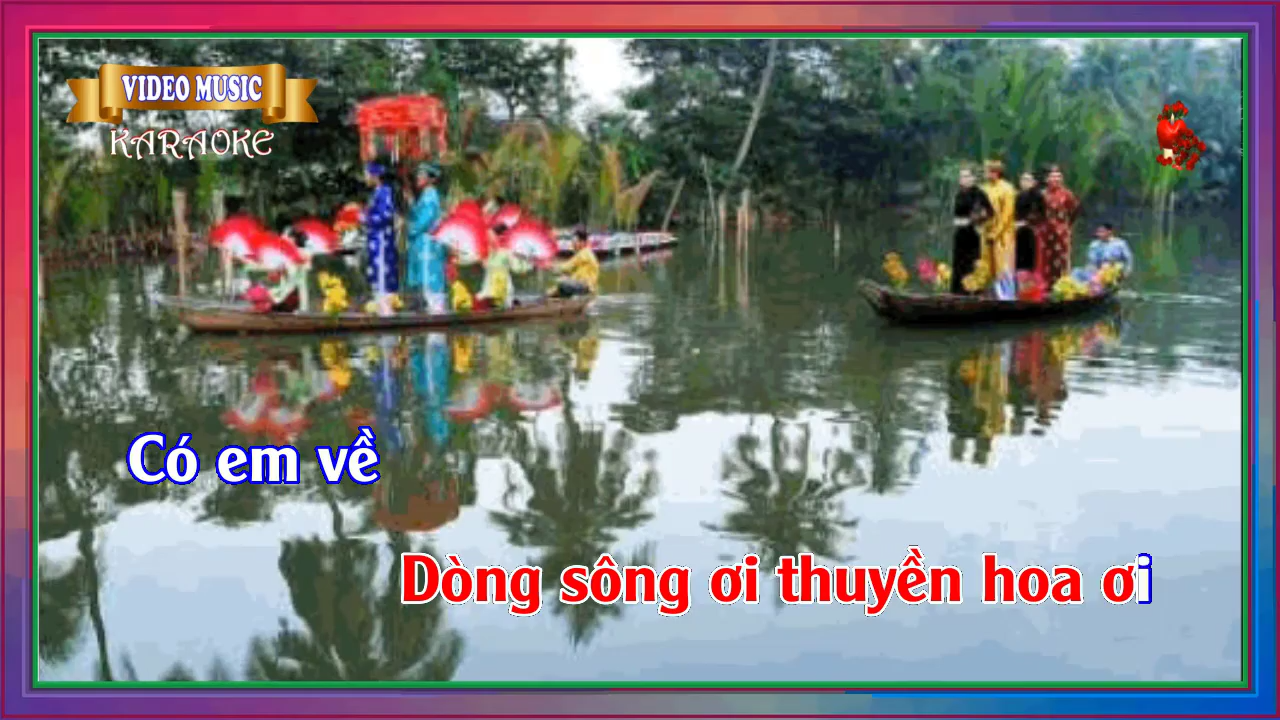 VIDEO MUSIC
KARAOKE
Có em về
Dòng sông ơi thuyền hoa ơi